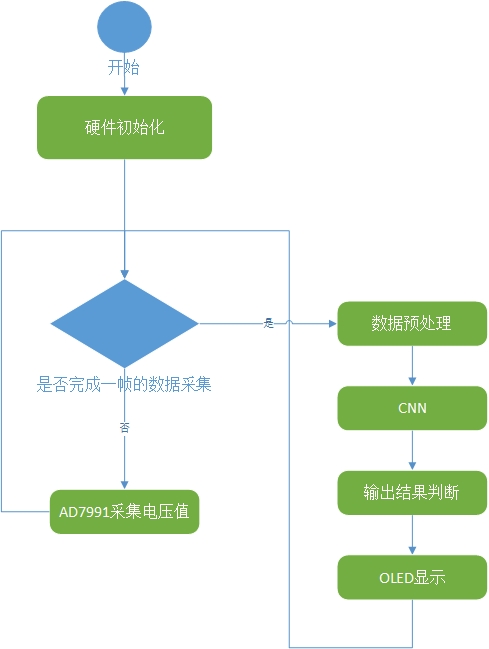 开始
硬件初始化
是否完成一帧的数据采集
是
否
AD7991采集电压值
数据预处理
CNN
输出结果判断
OLED显示